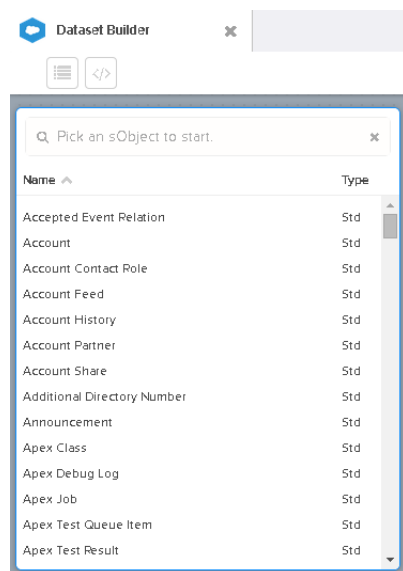 Dataset Builder
</>
Pick an sObject to start.
Name Type
Accepted Event Relation Std
Account Std
Account Contact Role Std
Account Feed Std
Account History Std
Account Partner Std
Account Share Std
Additional Directory Number Std
Announcement Std
Apex Class Std
Apex Debug Log Std
Apex Job Std
Apex Test Queue Item Std
Apex Test Result Std